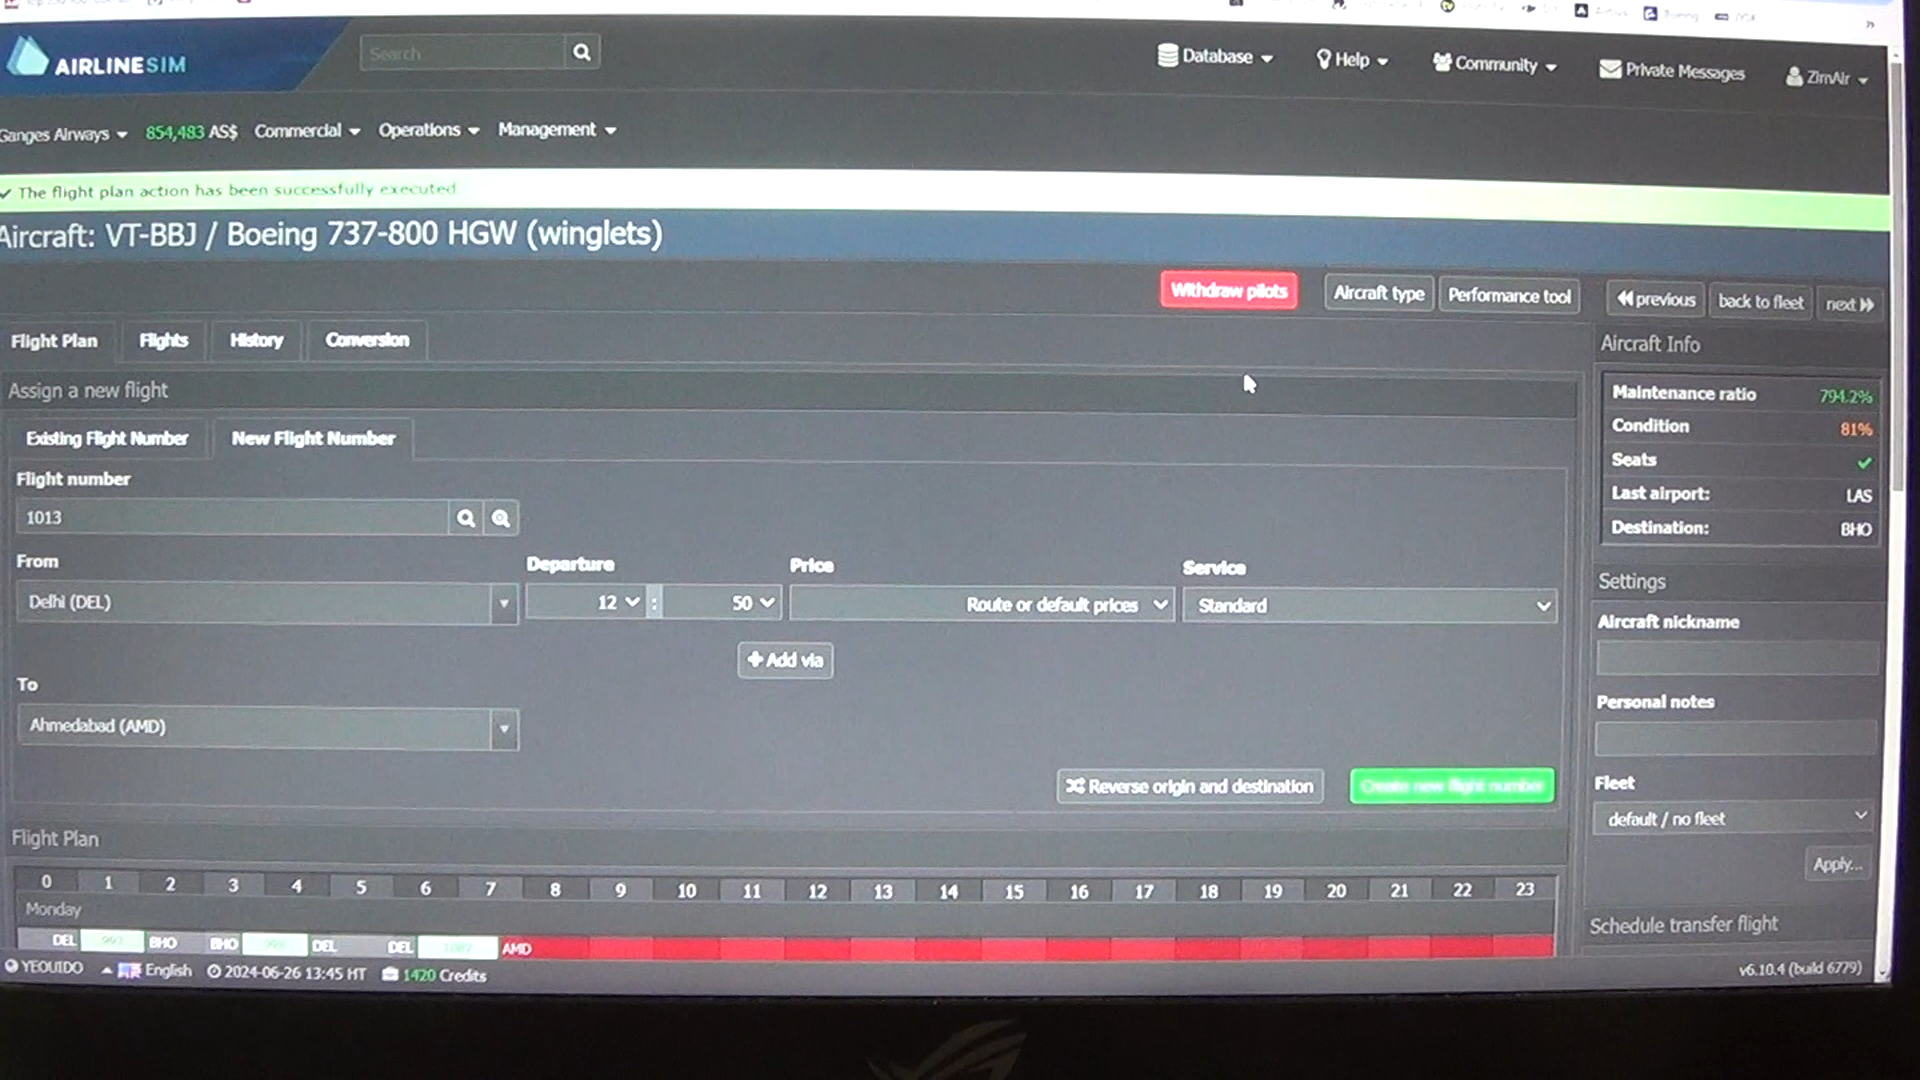 AIRLINESIM
Search
Database
Help
Community
Private Messages
ZimAir
Ganges Airways
854,483 AS$
Commercial
Operations
Management
The flight plan action has been successfully executed
Aircraft: VT-BBJ / Boeing 737-800 HGW (winglets)
Withdraw pilots
Aircraft type
Performance tool
previous
back to fleet
next
Flight Plan
Flights
History
Conversion
Aircraft Info
Assign a new flight
Maintenance ratio 794.2%
Condition 81%
Seats
Last airport: LAS
Destination: BHO
Existing Flight Number
New Flight Number
Flight number
1013
From
Departure
Price
Service
Delhi (DEL)
12 : 50
Route or default prices
Standard
Add via
To
Ahmedabad (AMD)
Reverse origin and destination
Create new flight number
Settings
Aircraft nickname
Personal notes
Fleet
default / no fleet
Apply...
Schedule transfer flight
Flight Plan
0 1 2 3 4 5 6 7 8 9 10 11 12 13 14 15 16 17 18 19 20 21 22 23
Monday
DEL BHO BHO DEL DEL AMD
YEOUIDO
English
2024-06-26 13:45 HT
1420 Credits
v6.10.4 (build 6779)